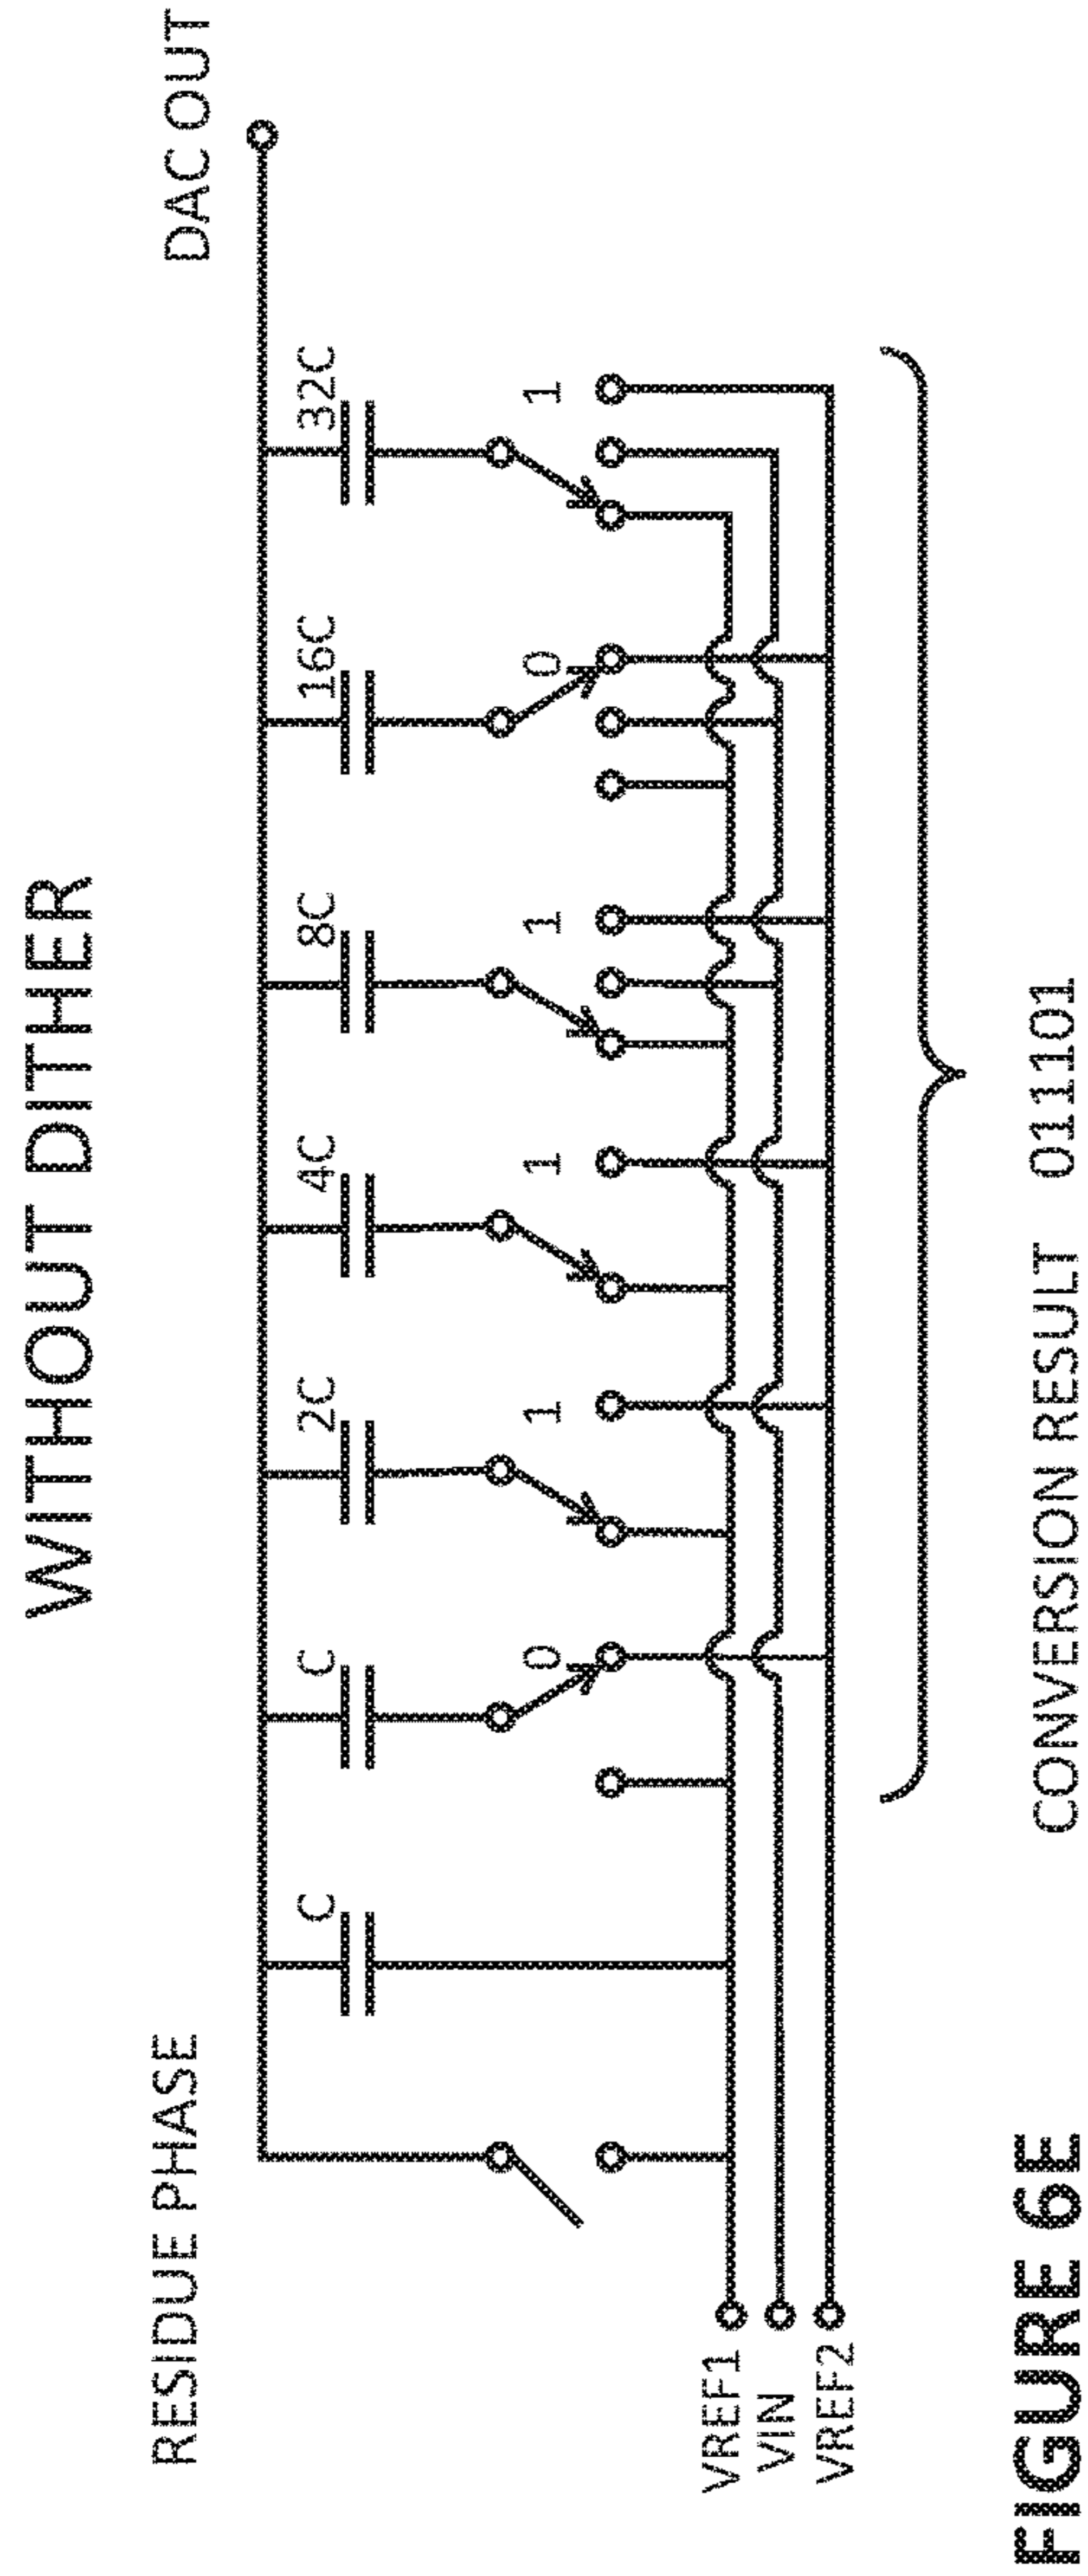 WITHOUT DITHER
RESIDUE PHASE
DAC OUT
C C 2C 4C 8C 16C 32C
0 1 1 1 0 1
VREF1
VIN
VREF2
CONVERSION RESULT 011101
FIGURE 6E